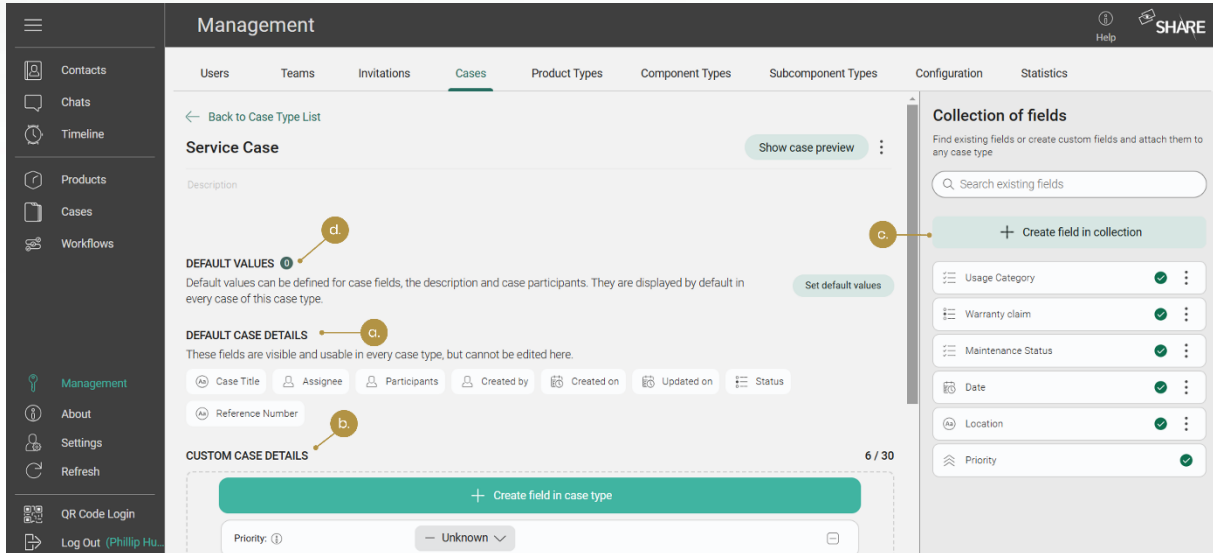 Management
Help
SHARE
Contacts
Chats
Timeline
Products
Cases
Workflows
Management
About
Settings
Refresh
QR Code Login
Log Out (Phillip Hu...
Users Teams Invitations Cases Product Types Component Types Subcomponent Types Configuration Statistics
Back to Case Type List
Service Case
Show case preview
Description
d.
DEFAULT VALUES 0
Default values can be defined for case fields, the description and case participants. They are displayed by default in
every case of this case type.
Set default values
a.
DEFAULT CASE DETAILS
These fields are visible and usable in every case type, but cannot be edited here.
Aa Case Title Assignee Participants Created by Created on Updated on Status
Aa Reference Number
b.
CUSTOM CASE DETAILS 6 / 30
+ Create field in case type
Priority: — Unknown
Collection of fields
Find existing fields or create custom fields and attach them to
any case type
Search existing fields
c.
+ Create field in collection
Usage Category
Warranty claim
Maintenance Status
Date
Aa Location
Priority